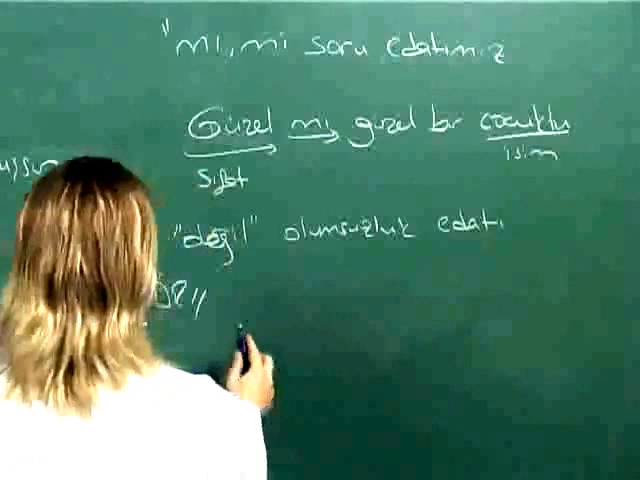 "mı, mi soru edatımız
Güzel mi güzel bir çocuktu
sıfat isim
"değil" olumsuzluk edatı